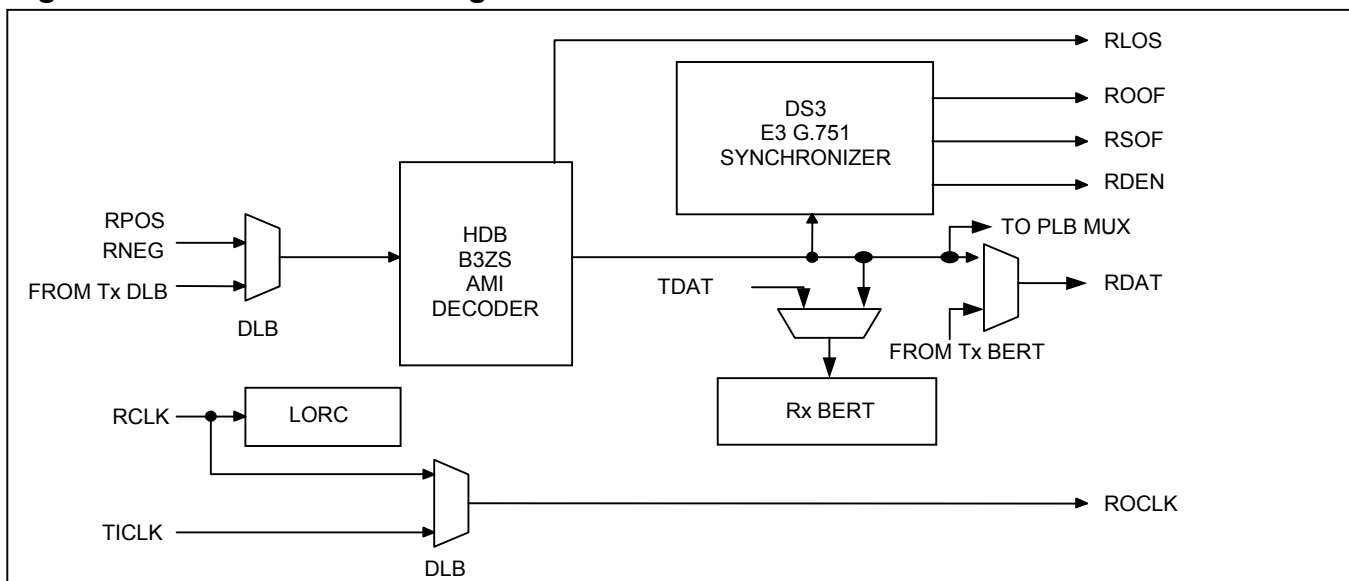 RLOS
DS3
E3 G.751
SYNCHRONIZER
ROOF
RSOF
RDEN
RPOS
RNEG
FROM Tx DLB
DLB
HDB
B3ZS
AMI
DECODER
TO PLB MUX
TDAT
RDAT
FROM Tx BERT
Rx BERT
RCLK
LORC
TICLK
DLB
ROCLK